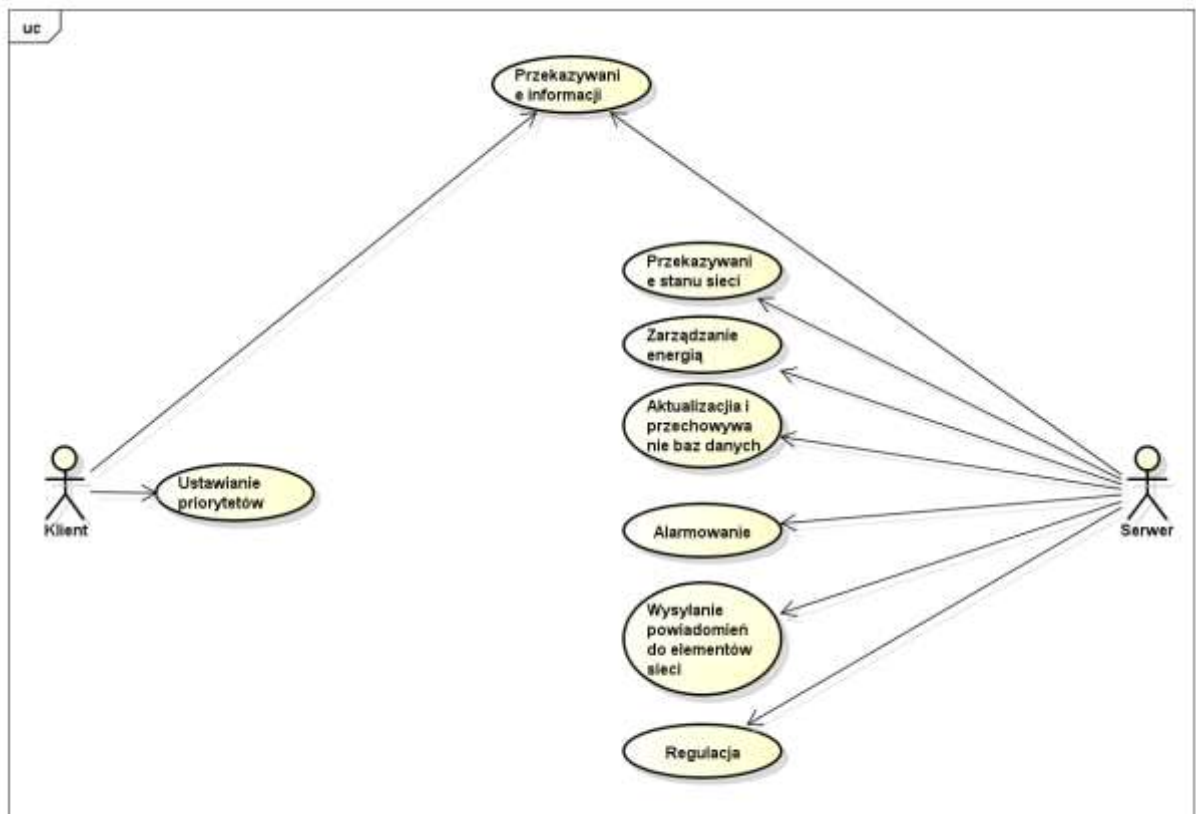 uc
Przekazywani
e informacji
Przekazywani
e stanu sieci
Zarządzanie
energią
Aktualizacjia i
przechowywa
nie baz danych
Klient
Ustawianie
priorytetów
Alarmowanie
Serwer
Wysyłanie
powiadomień
do elementów
sieci
Regulacja